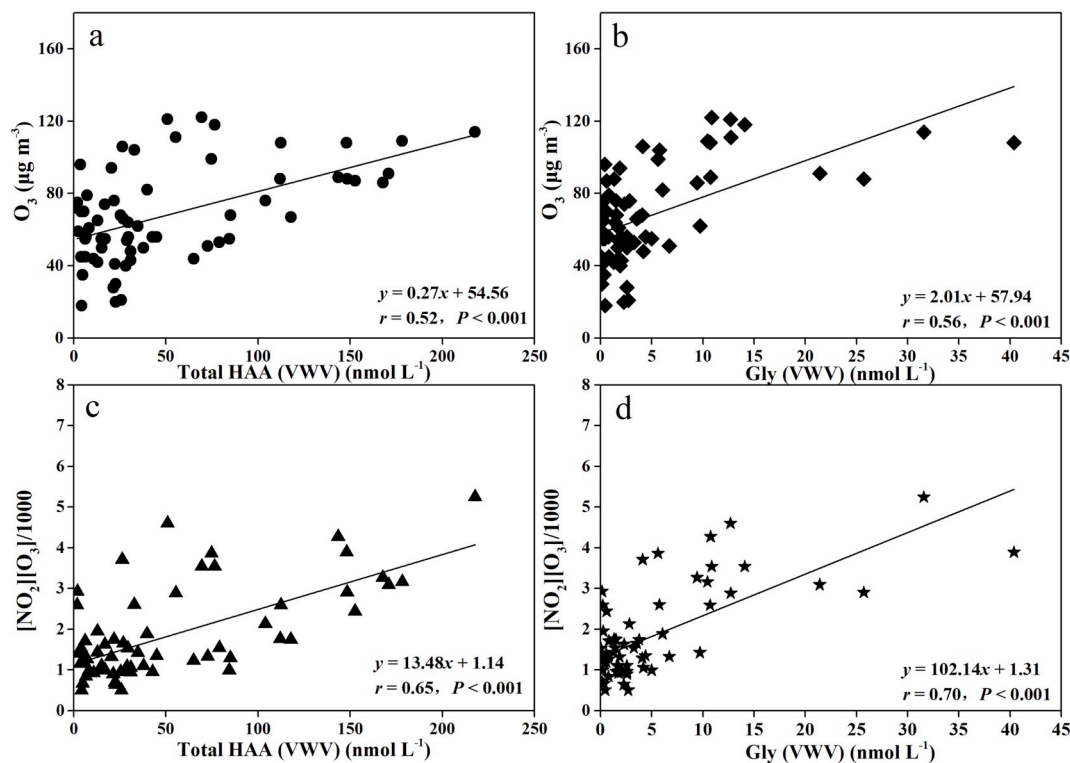 a
160
120
80
40
0
O₃ (μg m⁻³)
y = 0.27x + 54.56
r = 0.52，P < 0.001
0 50 100 150 200 250
Total HAA (VWV) (nmol L⁻¹)
b
160
120
80
40
0
O₃ (μg m⁻³)
y = 2.01x + 57.94
r = 0.56，P < 0.001
0 5 10 15 20 25 30 35 40 45
Gly (VWV) (nmol L⁻¹)
c
8
7
6
5
4
3
2
1
0
[NO₂][O₃]/1000
y = 13.48x + 1.14
r = 0.65，P < 0.001
0 50 100 150 200 250
Total HAA (VWV) (nmol L⁻¹)
d
8
7
6
5
4
3
2
1
0
[NO₂][O₃]/1000
y = 102.14x + 1.31
r = 0.70，P < 0.001
0 5 10 15 20 25 30 35 40 45
Gly (VWV) (nmol L⁻¹)